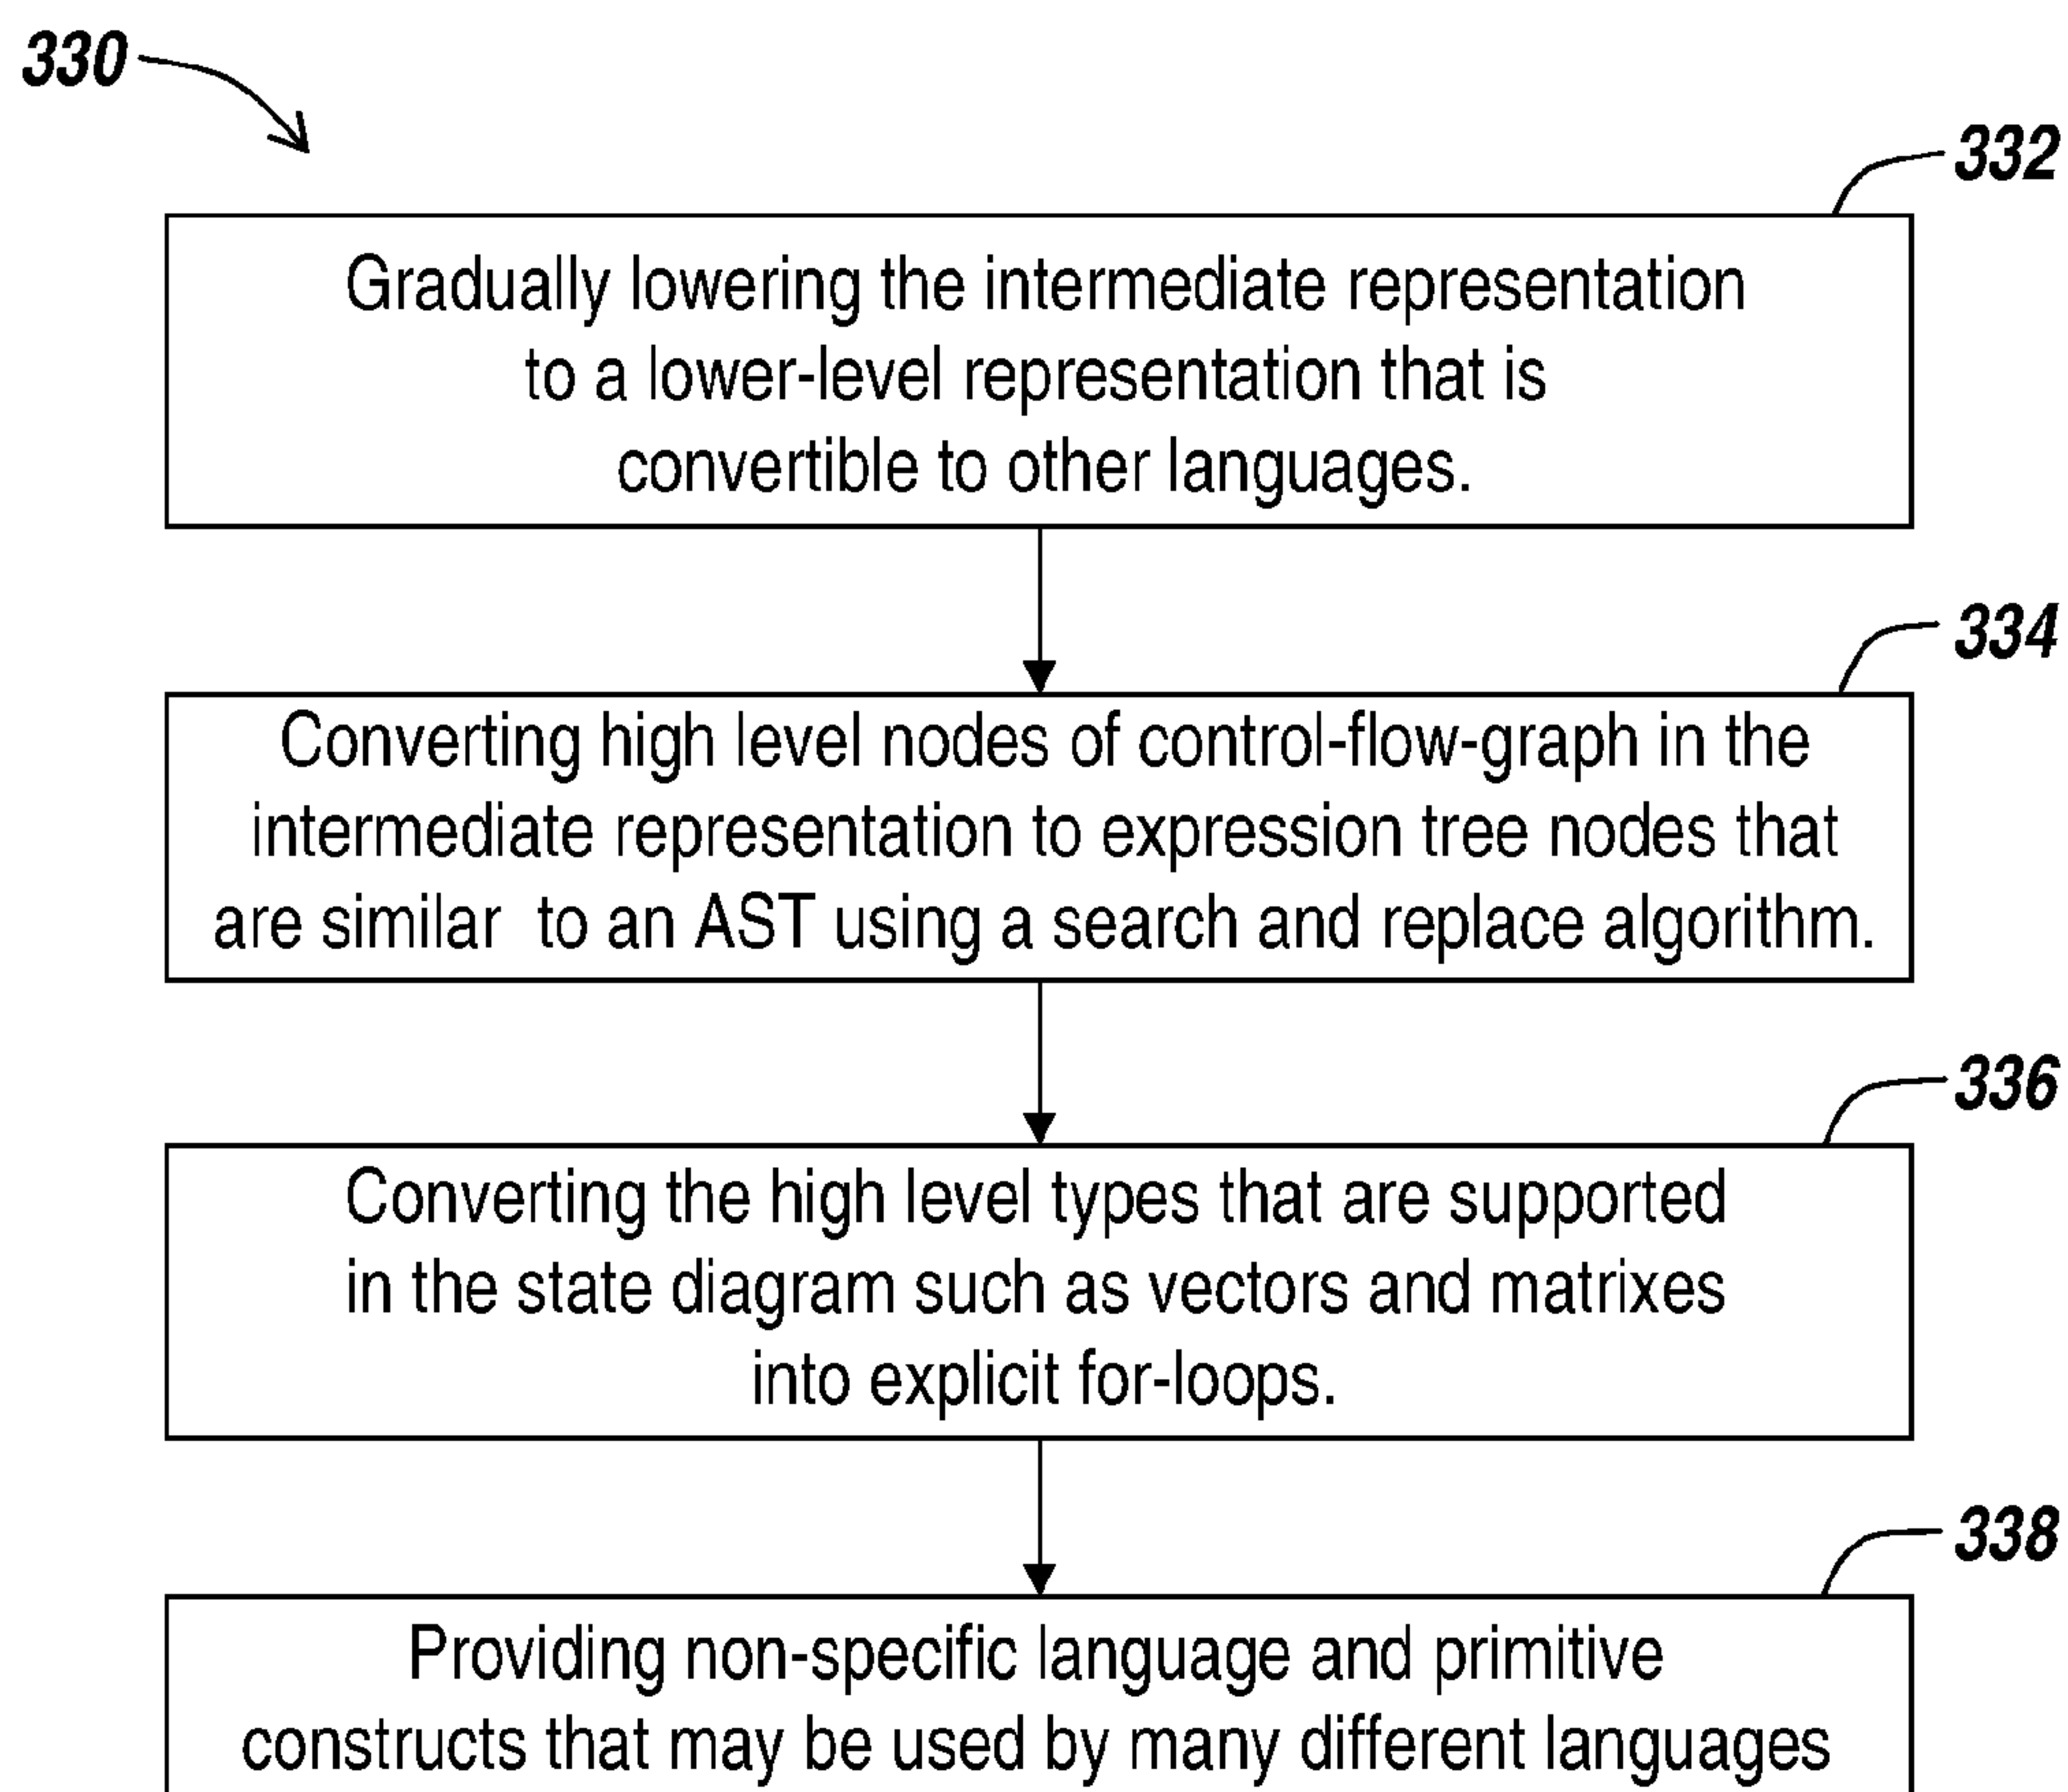 330
332
Gradually lowering the intermediate representation
to a lower-level representation that is
convertible to other languages.
334
Converting high level nodes of control-flow-graph in the
intermediate representation to expression tree nodes that
are similar to an AST using a search and replace algorithm.
336
Converting the high level types that are supported
in the state diagram such as vectors and matrixes
into explicit for-loops.
338
Providing non-specific language and primitive
constructs that may be used by many different languages